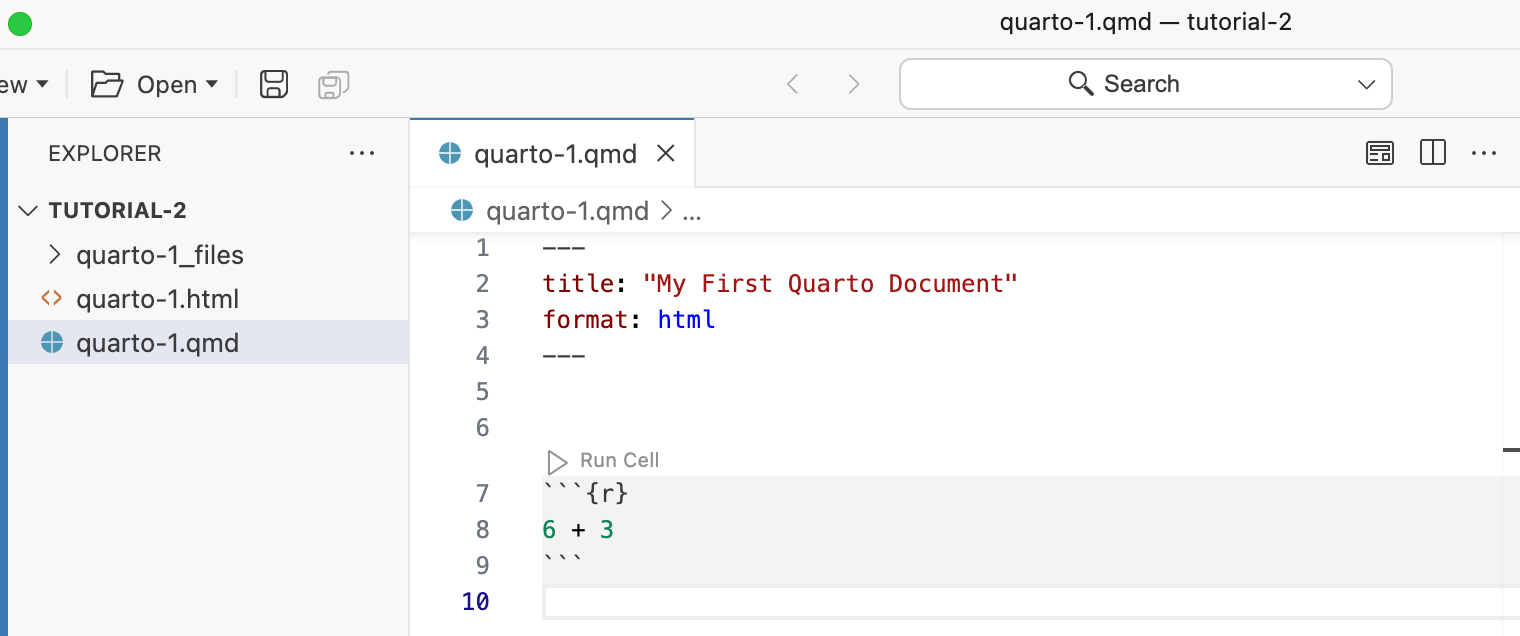 quarto-1.qmd — tutorial-2
ew Open Search
EXPLORER ...
quarto-1.qmd
TUTORIAL-2
quarto-1_files
quarto-1.html
quarto-1.qmd
quarto-1.qmd > ...
1 ---
2 title: "My First Quarto Document"
3 format: html
4 ---
5
6
Run Cell
7 ```{r}
8 6 + 3
9 ```
10